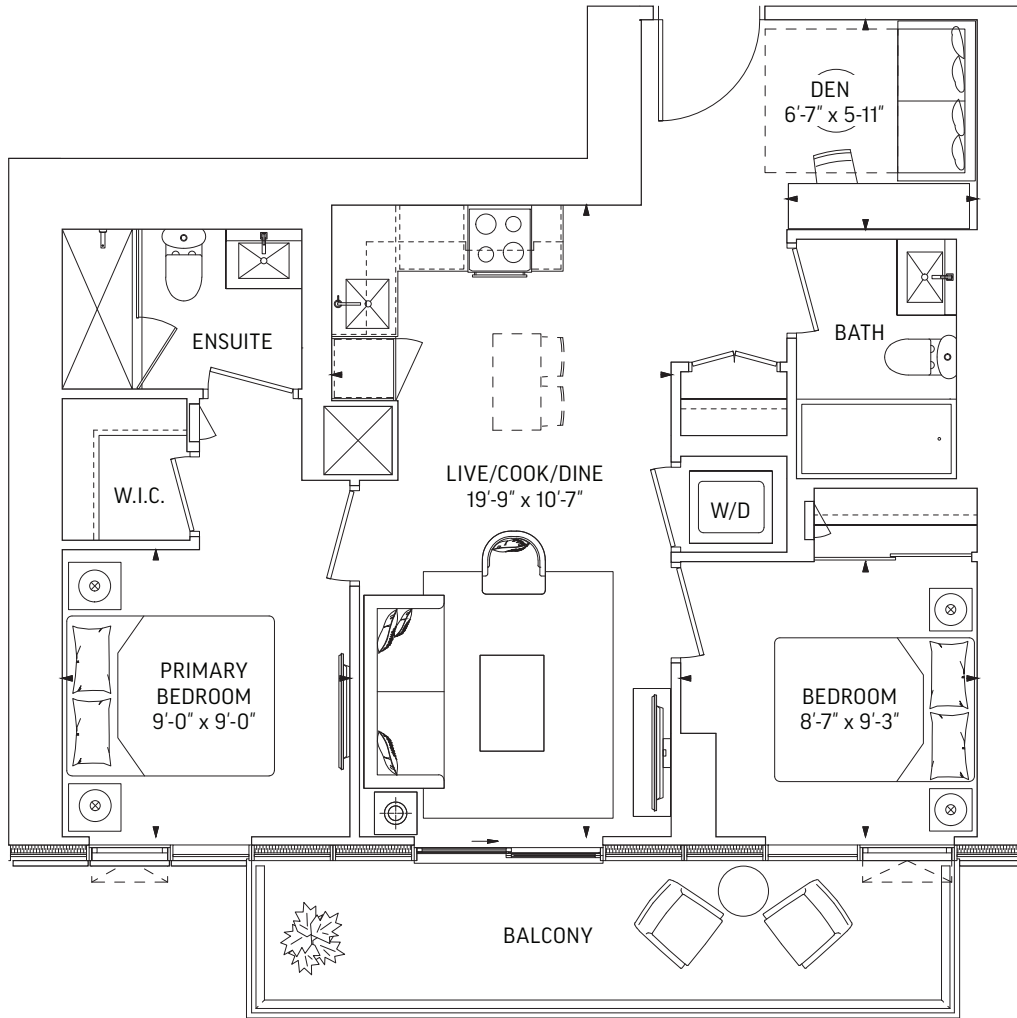 DEN
6'-7" x 5-11"
ENSUITE
BATH
LIVE/COOK/DINE
19'-9" x 10'-7"
W.I.C.
W/D
PRIMARY
BEDROOM
9'-0" x 9'-0"
BEDROOM
8'-7" x 9'-3"
BALCONY